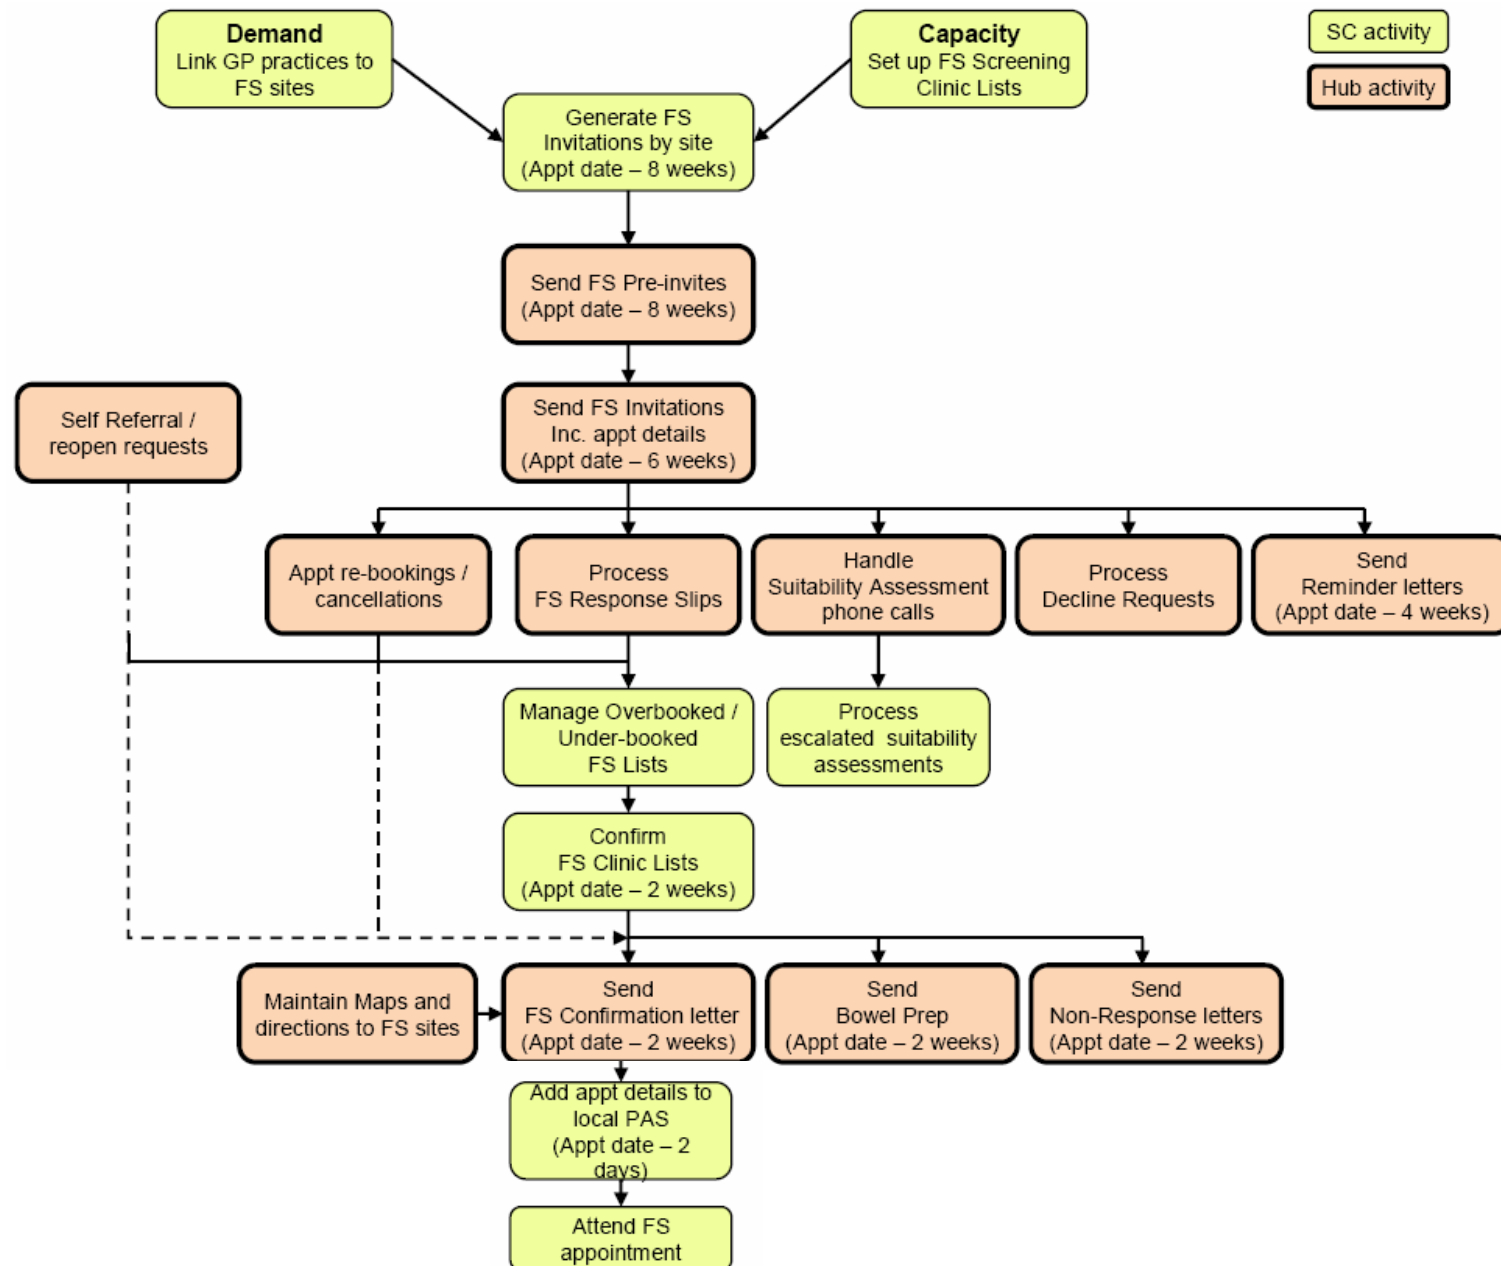 Demand
Link GP practices to
FS sites
Capacity
Set up FS Screening
Clinic Lists
SC activity
Hub activity
Generate FS
Invitations by site
(Appt date – 8 weeks)
Send FS Pre-invites
(Appt date – 8 weeks)
Self Referral /
reopen requests
Send FS Invitations
Inc. appt details
(Appt date – 6 weeks)
Appt re-bookings /
cancellations
Process
FS Response Slips
Handle
Suitability Assessment
phone calls
Process
Decline Requests
Send
Reminder letters
(Appt date – 4 weeks)
Manage Overbooked /
Under-booked
FS Lists
Process
escalated suitability
assessments
Confirm
FS Clinic Lists
(Appt date – 2 weeks)
Maintain Maps and
directions to FS sites
Send
FS Confirmation letter
(Appt date – 2 weeks)
Send
Bowel Prep
(Appt date – 2 weeks)
Send
Non-Response letters
(Appt date – 2 weeks)
Add appt details to
local PAS
(Appt date – 2
days)
Attend FS
appointment